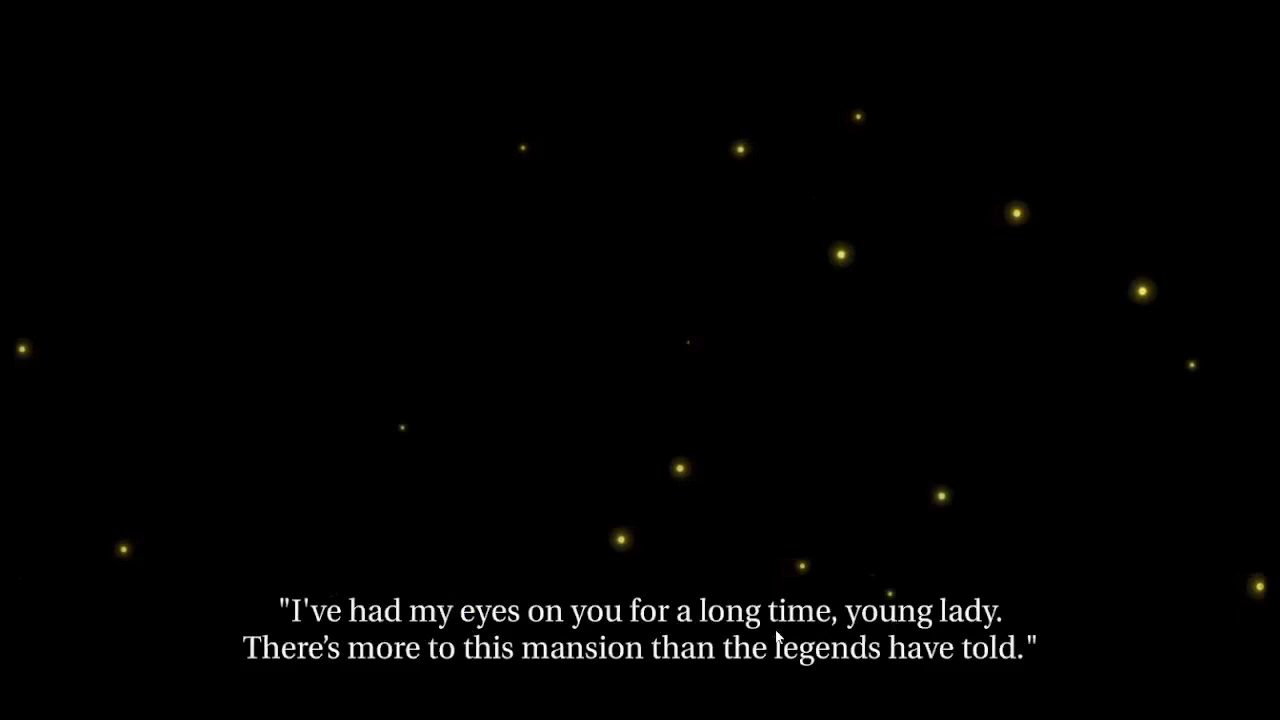 "I've had my eyes on you for a long time, young lady.
There’s more to this mansion than the legends have told."